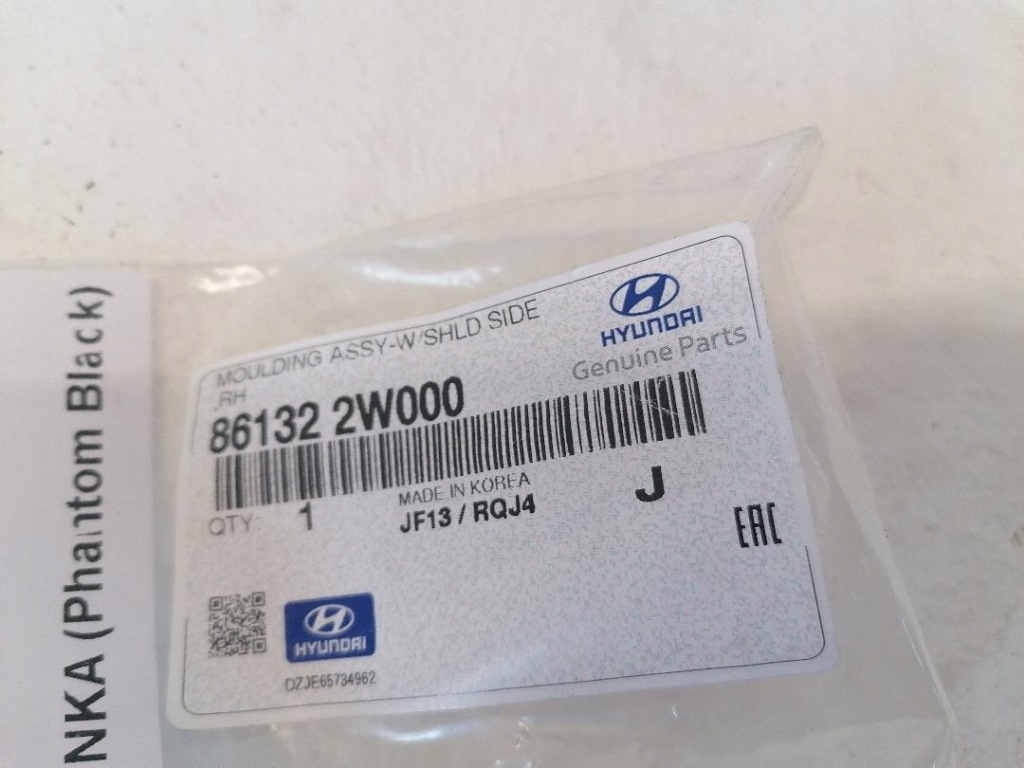 NKA (Phantom Black)
MOULDING ASSY-W/SHLD SIDE
,RH
HYUNDAI
Genuine Parts
86132 2W000
QTY: 1
MADE IN KOREA
JF13 / RQJ4
J
EAC
HYUNDAI
DZJE65734962